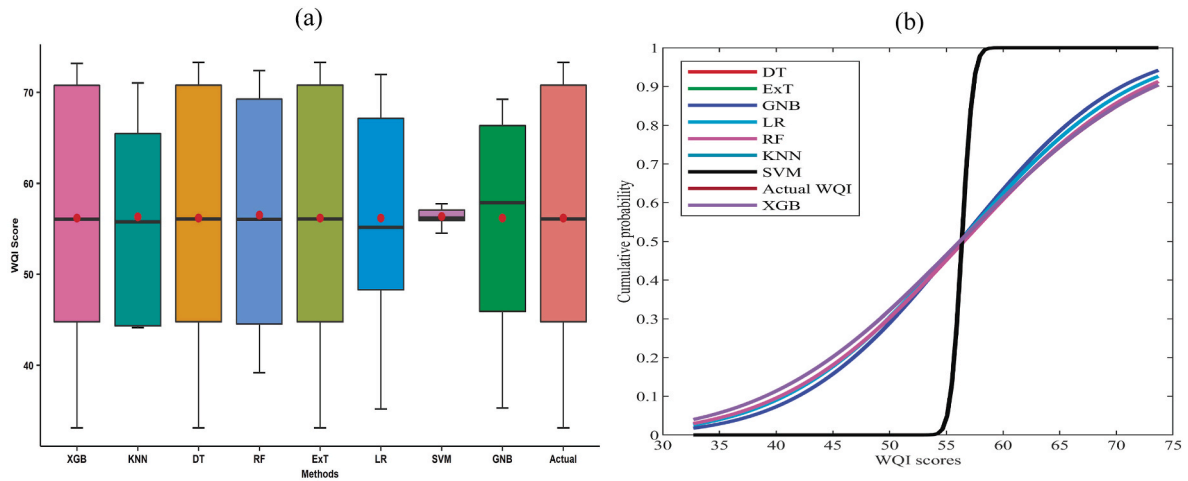 (a)
WQI Score
70
60
50
40
XGB KNN DT RF ExT LR SVM GNB Actual
Methods
(b)
Cumulative probability
1
0.9
0.8
0.7
0.6
0.5
0.4
0.3
0.2
0.1
0
DT
ExT
GNB
LR
RF
KNN
SVM
Actual WQI
XGB
30 35 40 45 50 55 60 65 70 75
WQI scores